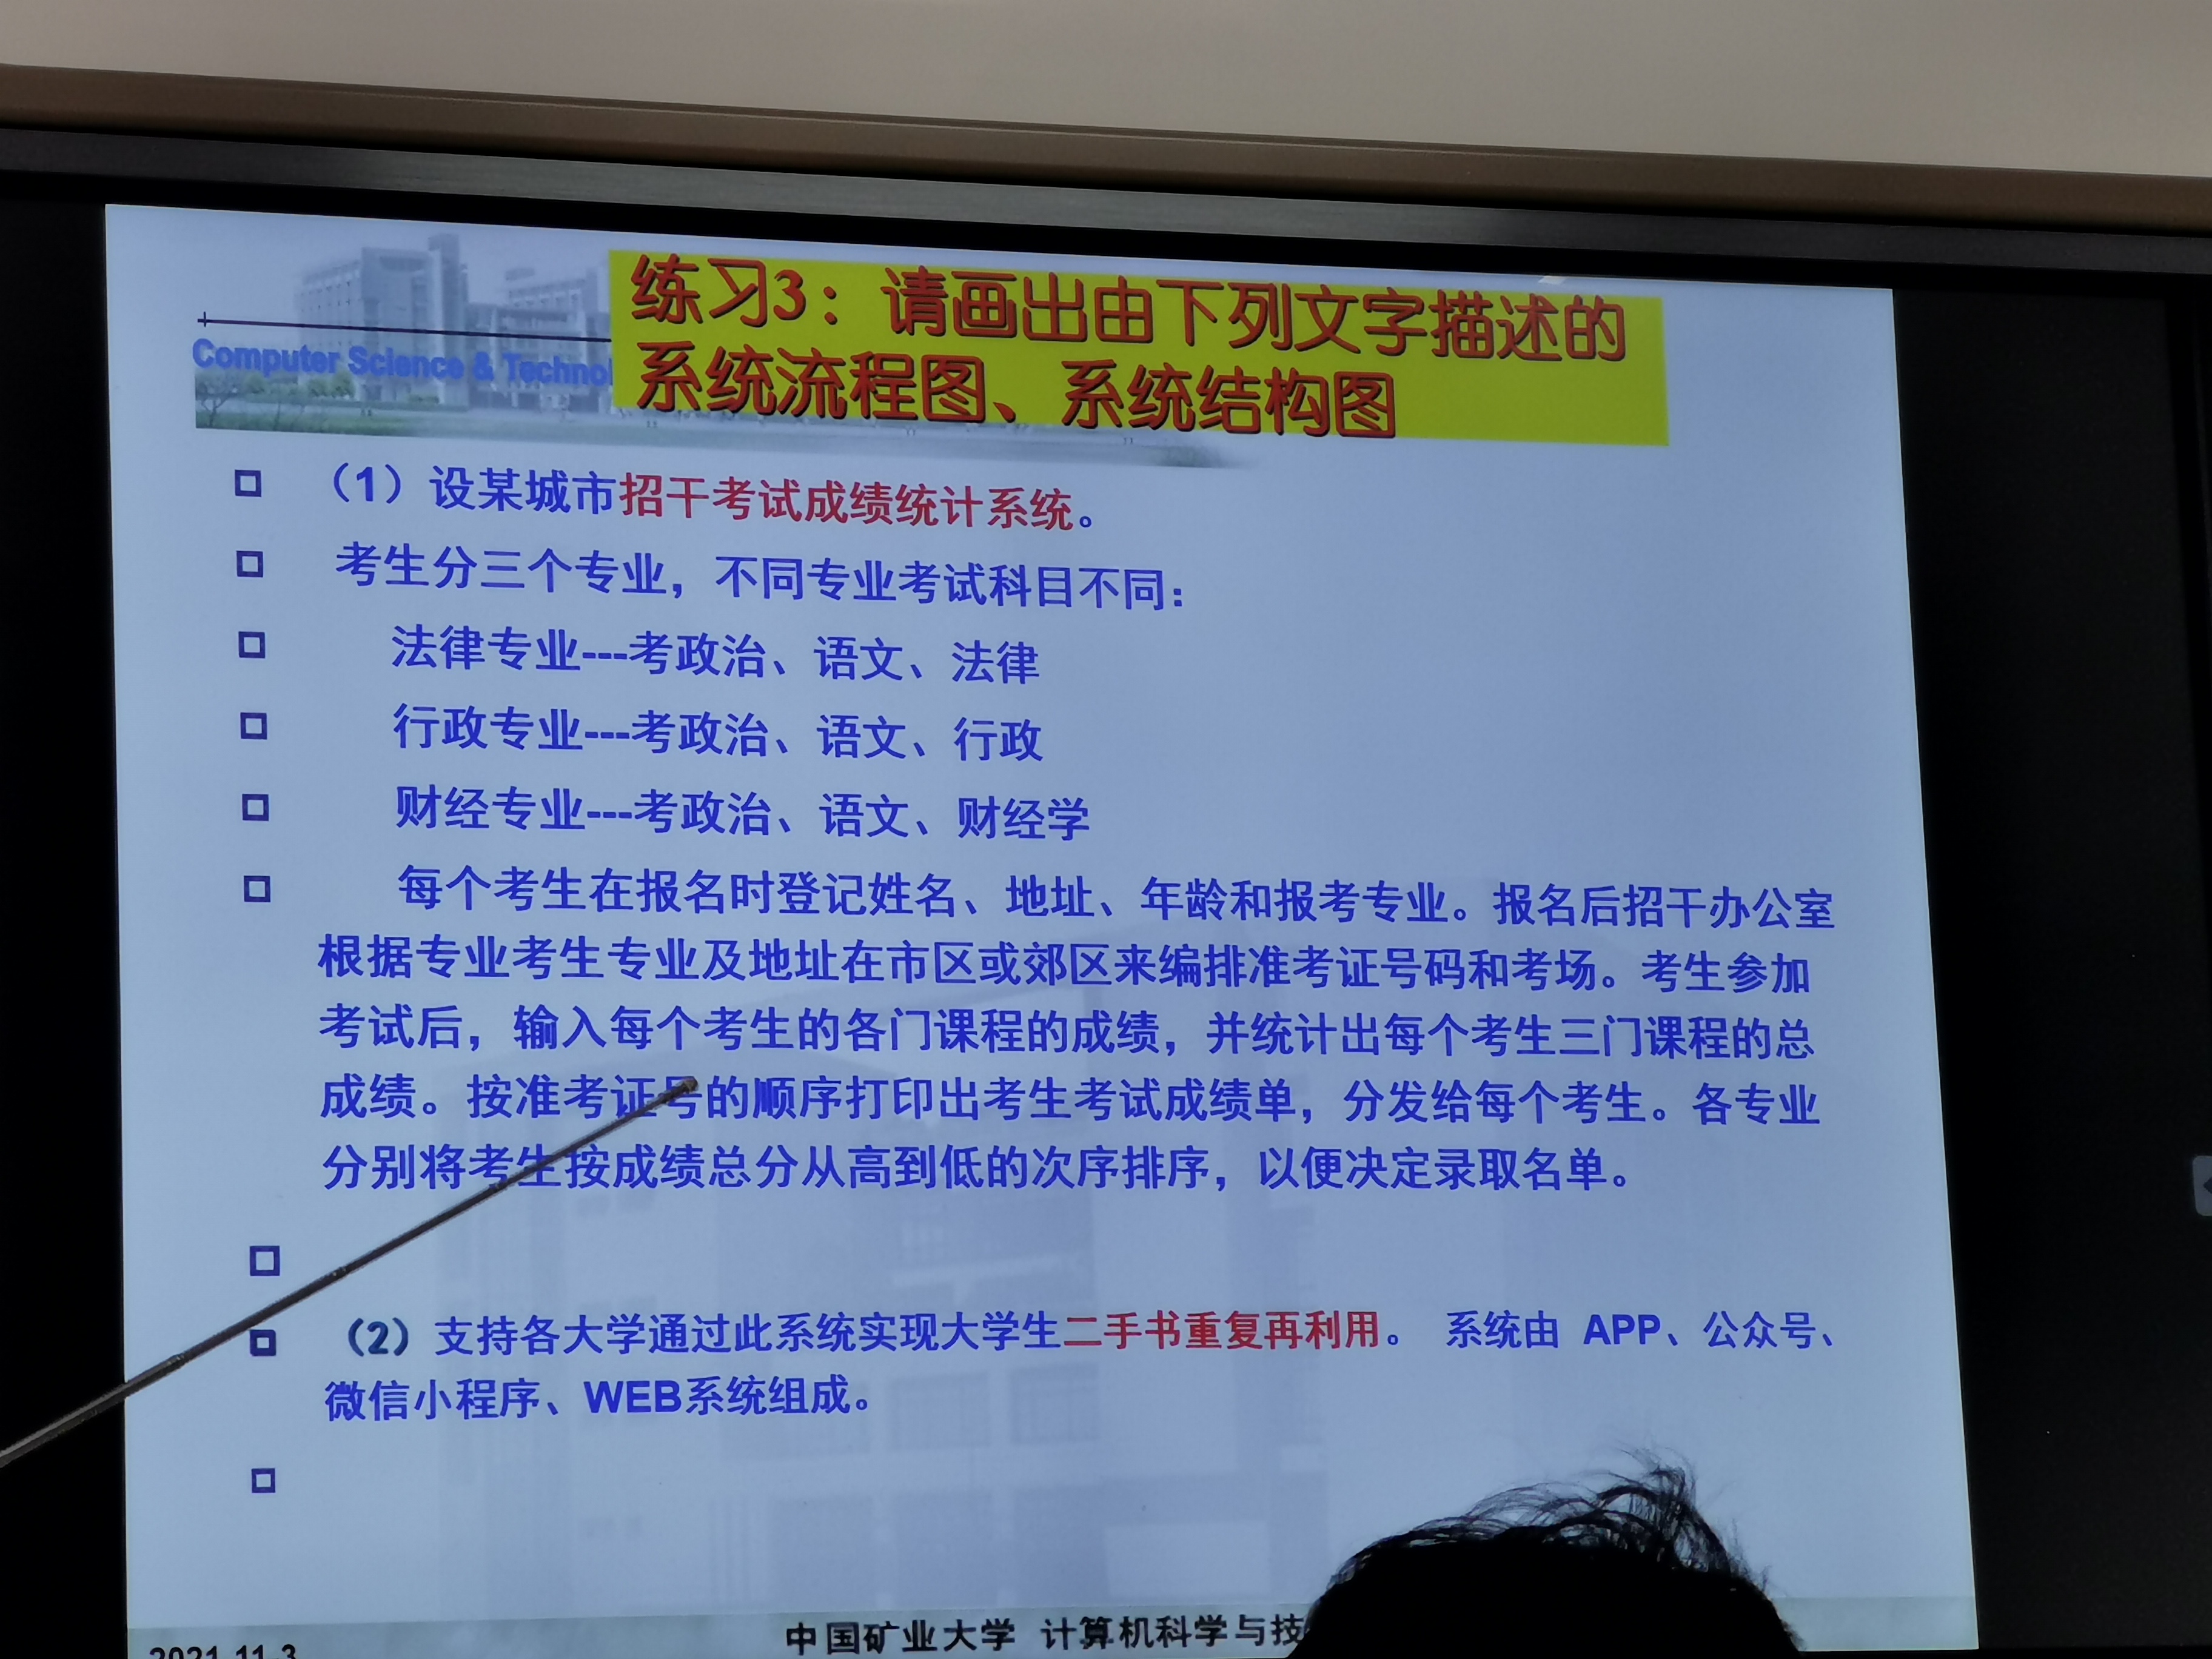 练习3：请画出由下列文字描述的
系统流程图、系统结构图
Computer Science & Technol
（1）设某城市招干考试成绩统计系统。
考生分三个专业，不同专业考试科目不同：
法律专业---考政治、语文、法律
行政专业---考政治、语文、行政
财经专业---考政治、语文、财经学
每个考生在报名时登记姓名、地址、年龄和报考专业。报名后招干办公室
根据专业考生专业及地址在市区或郊区来编排准考证号码和考场。考生参加
考试后，输入每个考生的各门课程的成绩，并统计出每个考生三门课程的总
成绩。按准考证号的顺序打印出考生考试成绩单，分发给每个考生。各专业
分别将考生按成绩总分从高到低的次序排序，以便决定录取名单。
（2）支持各大学通过此系统实现大学生二手书重复再利用。 系统由 APP、公众号、
微信小程序、WEB系统组成。
2021.11.3
中国矿业大学 计算机科学与技